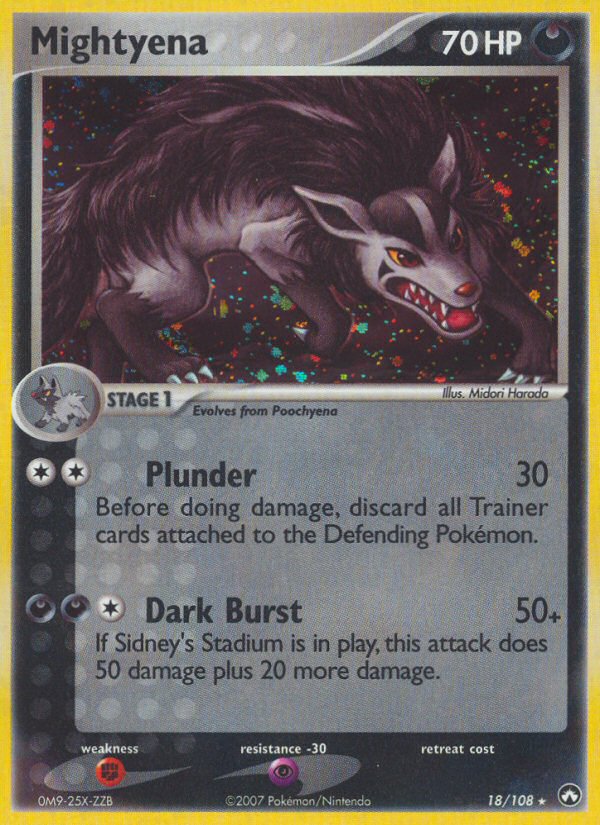 Mightyena 70 HP
Illus. Midori Harada
STAGE 1
Evolves from Poochyena
Plunder 30
Before doing damage, discard all Trainer
cards attached to the Defending Pokémon.
Dark Burst 50+
If Sidney's Stadium is in play, this attack does
50 damage plus 20 more damage.
weakness resistance -30 retreat cost
OM9-25X-ZZB ©2007 Pokémon/Nintendo 18/108 ★